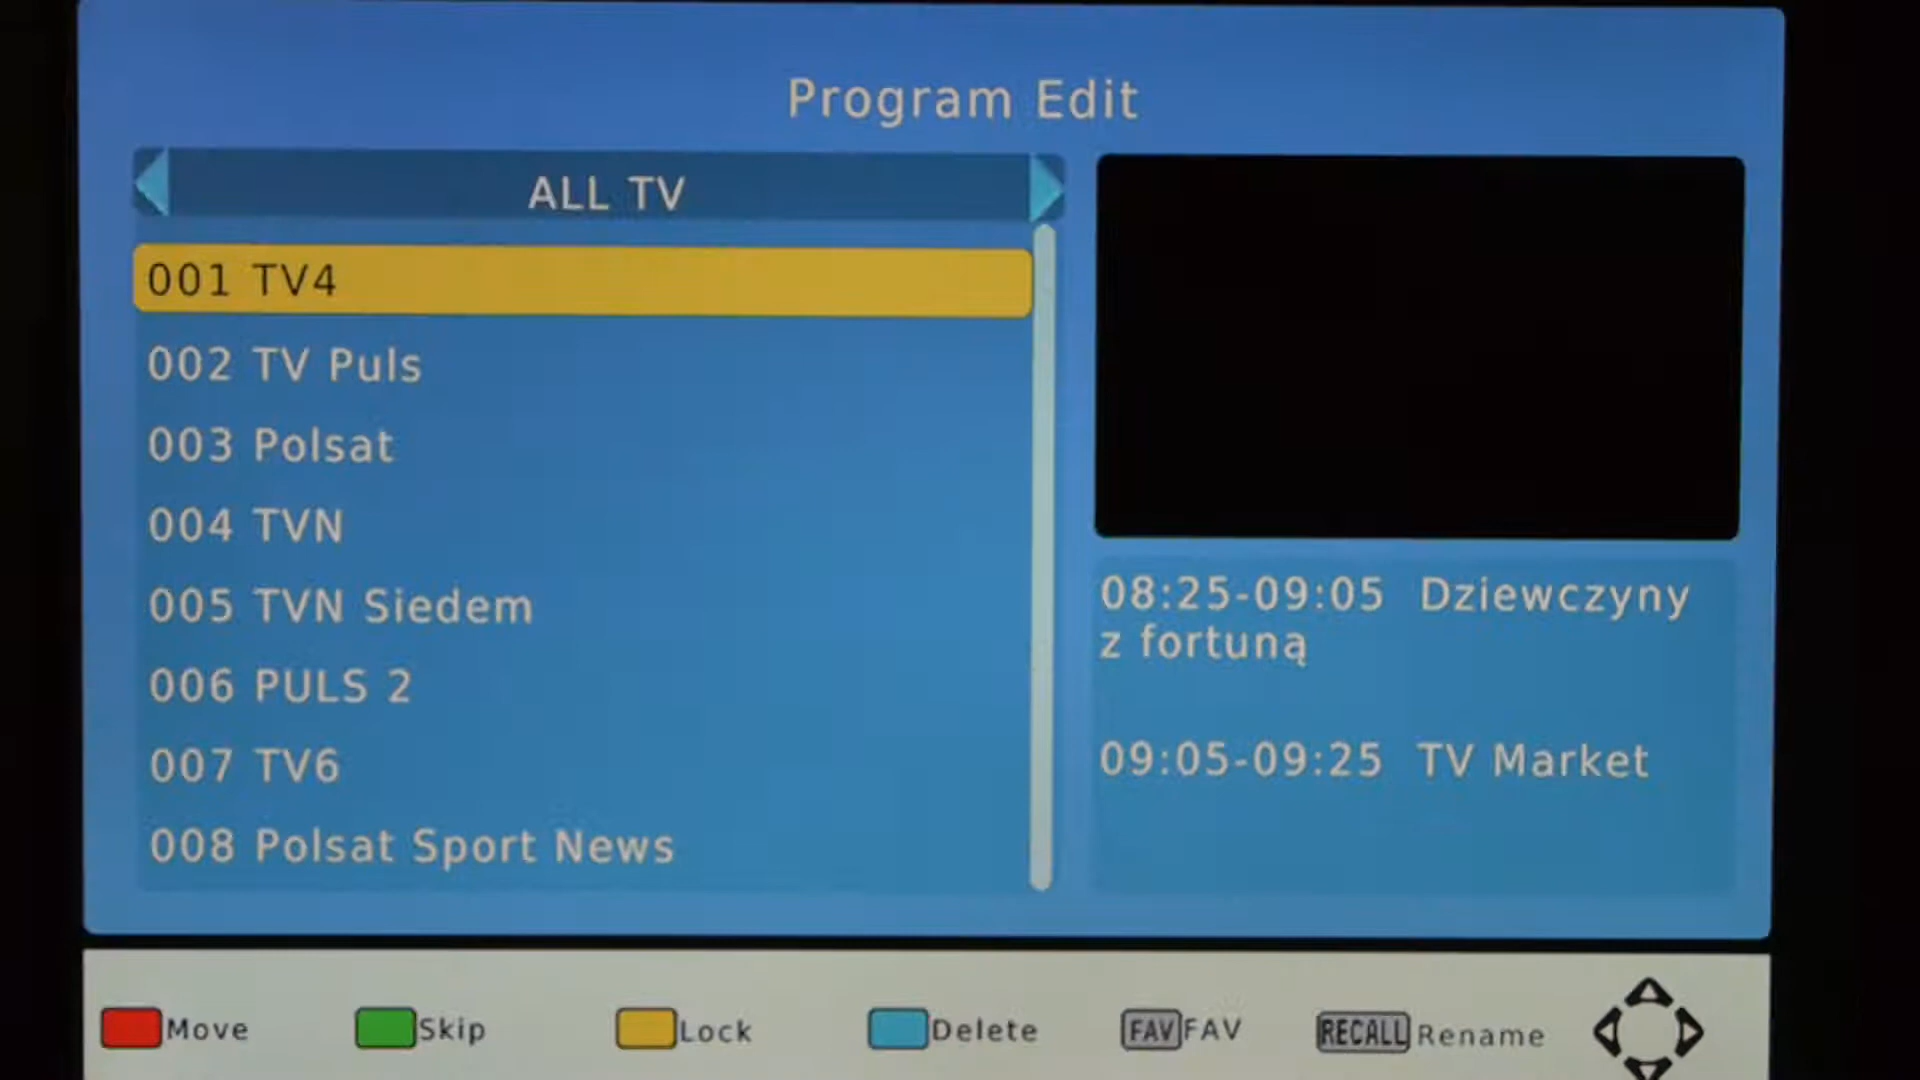 Program Edit
ALL TV
001 TV4
002 TV Puls
003 Polsat
004 TVN
005 TVN Siedem
006 PULS 2
007 TV6
008 Polsat Sport News
08:25-09:05 Dziewczyny
z fortuną
09:05-09:25 TV Market
Move Skip Lock Delete FAV FAV RECALL Rename